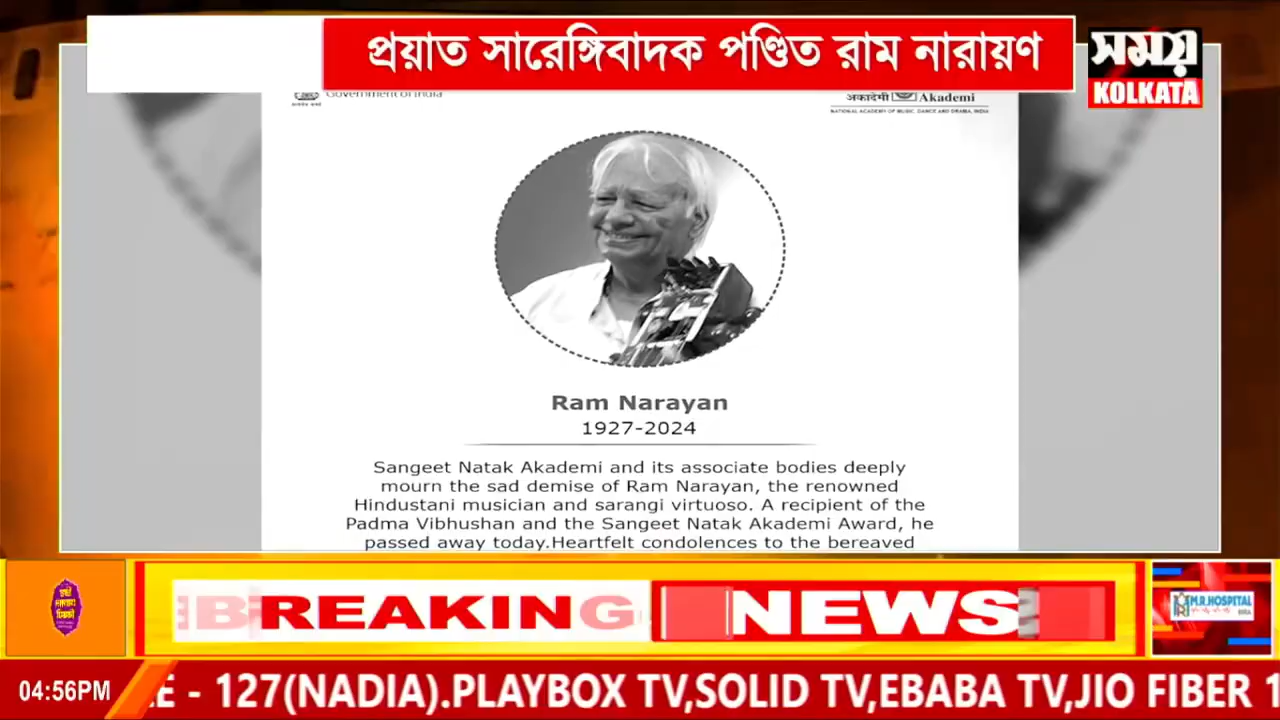 প্রয়াত সারেঙ্গিবাদক পণ্ডিত রাম নারায়ণ
সময়
KOLKATA
Government of India
अकादेमी Akademi
NATIONAL ACADEMY OF MUSIC, DANCE AND DRAMA, INDIA
Ram Narayan
1927-2024
Sangeet Natak Akademi and its associate bodies deeply
mourn the sad demise of Ram Narayan, the renowned
Hindustani musician and sarangi virtuoso. A recipient of the
Padma Vibhushan and the Sangeet Natak Akademi Award, he
passed away today.Heartfelt condolences to the bereaved
BREAKING NEWS
M.R.HOSPITAL
04:56PM
E - 127(NADIA).PLAYBOX TV,SOLID TV,EBABA TV,JIO FIBER 1